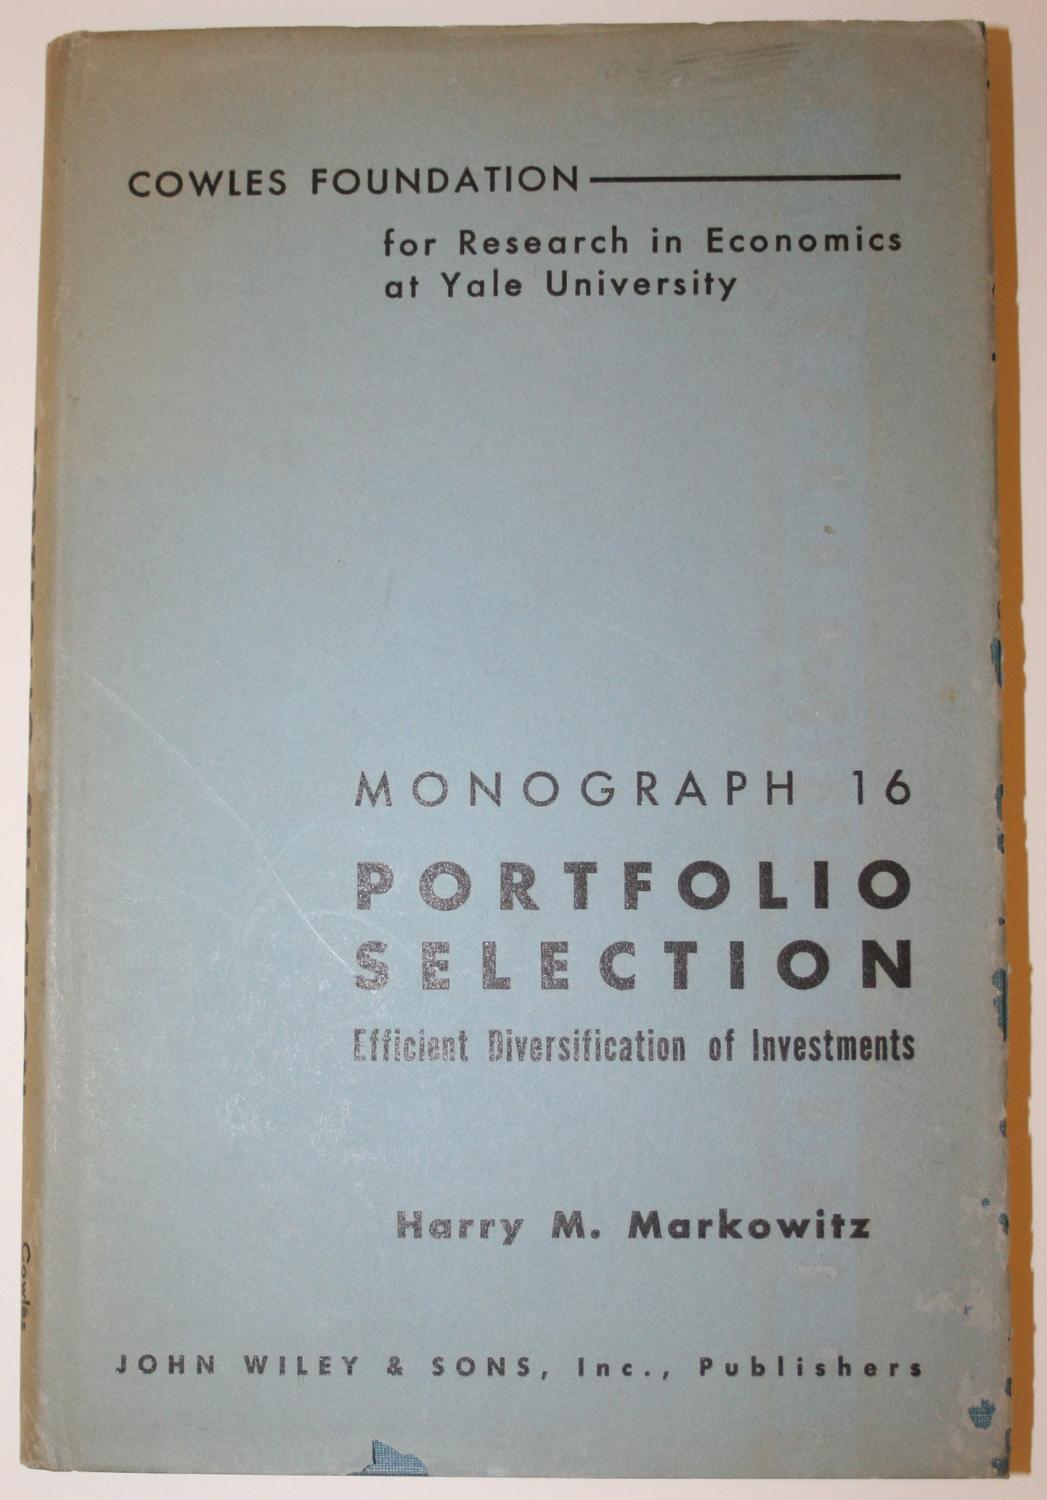 COWLES FOUNDATION
for Research in Economics
at Yale University
MONOGRAPH 16
PORTFOLIO
SELECTION
Efficient Diversification of Investments
Harry M. Markowitz
JOHN WILEY & SONS, Inc., Publishers
Cowles